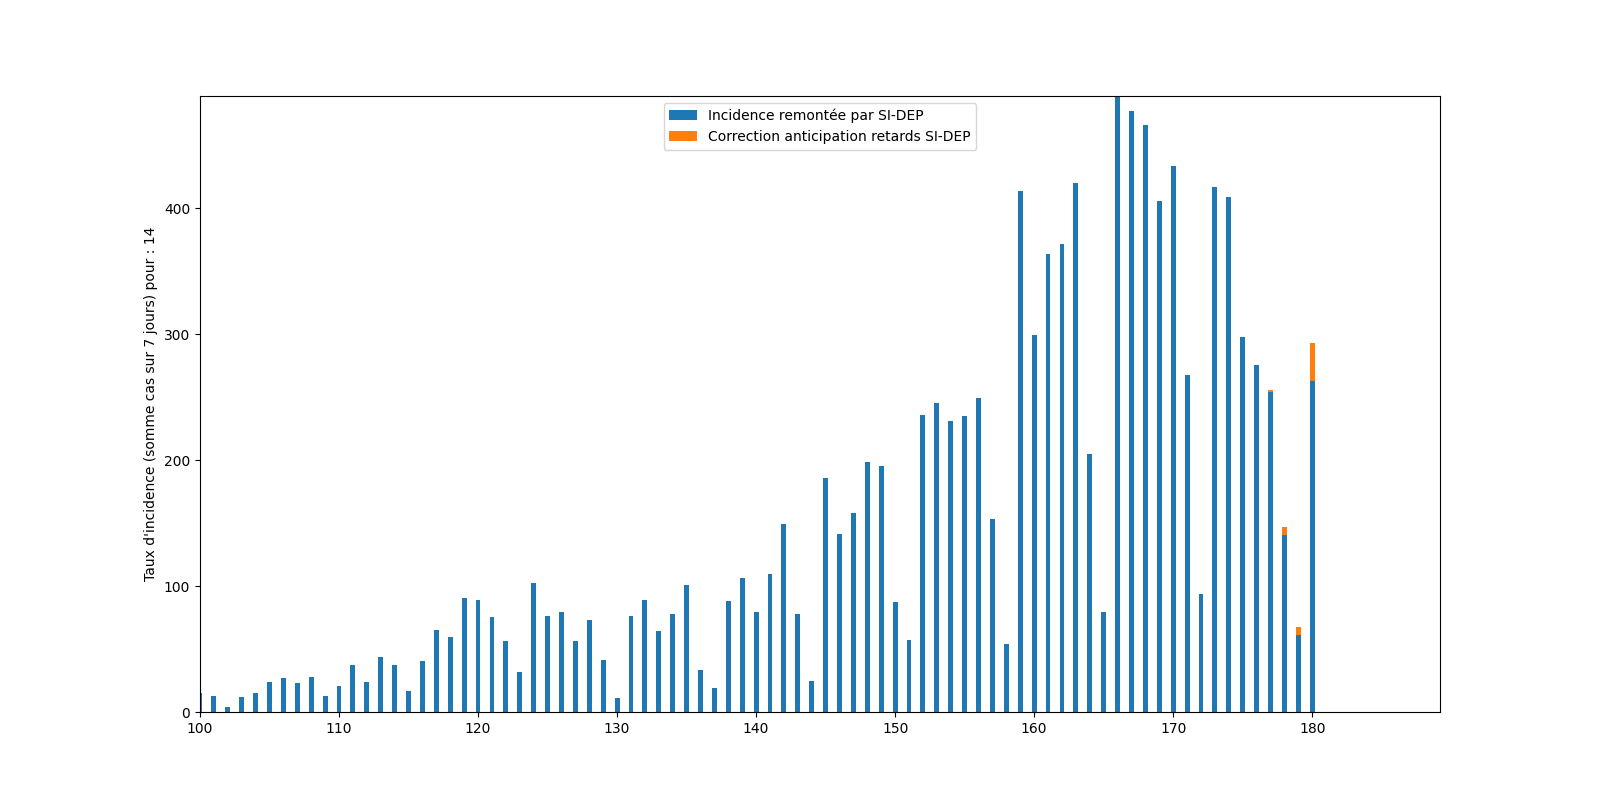 Incidence remontée par SI-DEP
Correction anticipation retards SI-DEP
Taux d'incidence (somme cas sur 7 jours) pour : 14
400
300
200
100
0
100 110 120 130 140 150 160 170 180